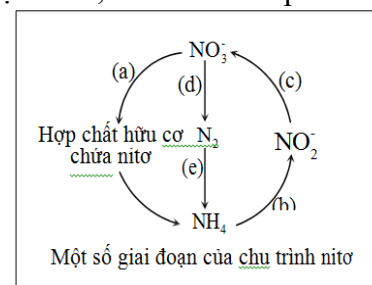 NO₃⁻
(a)
(d)
(c)
Hợp chất hữu cơ N₂
chứa nitơ
NO₂⁻
(e)
(b)
NH₄
Một số giai đoạn của chu trình nitơ